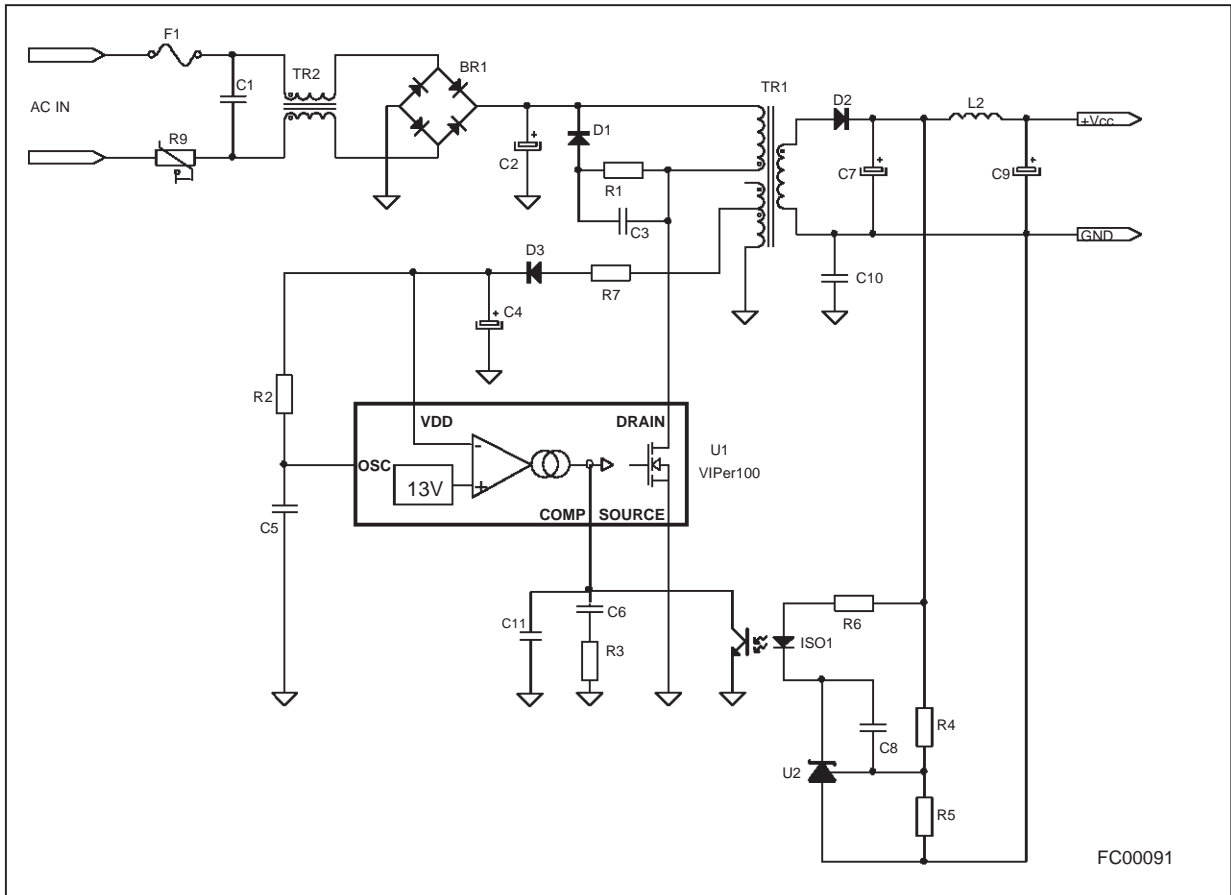 F1
BR1
TR2
C1
TR1
D2
L2
+Vcc
AC IN
R9
T
C2
+
D1
R1
C3
C7
+
C9
+
GND
D3
R7
C10
C4
+
R2
VDD
DRAIN
U1
VIPer100
OSC
-
13V
+
COMP
SOURCE
C5
C6
C11
R3
R6
ISO1
R4
C8
U2
R5
FC00091